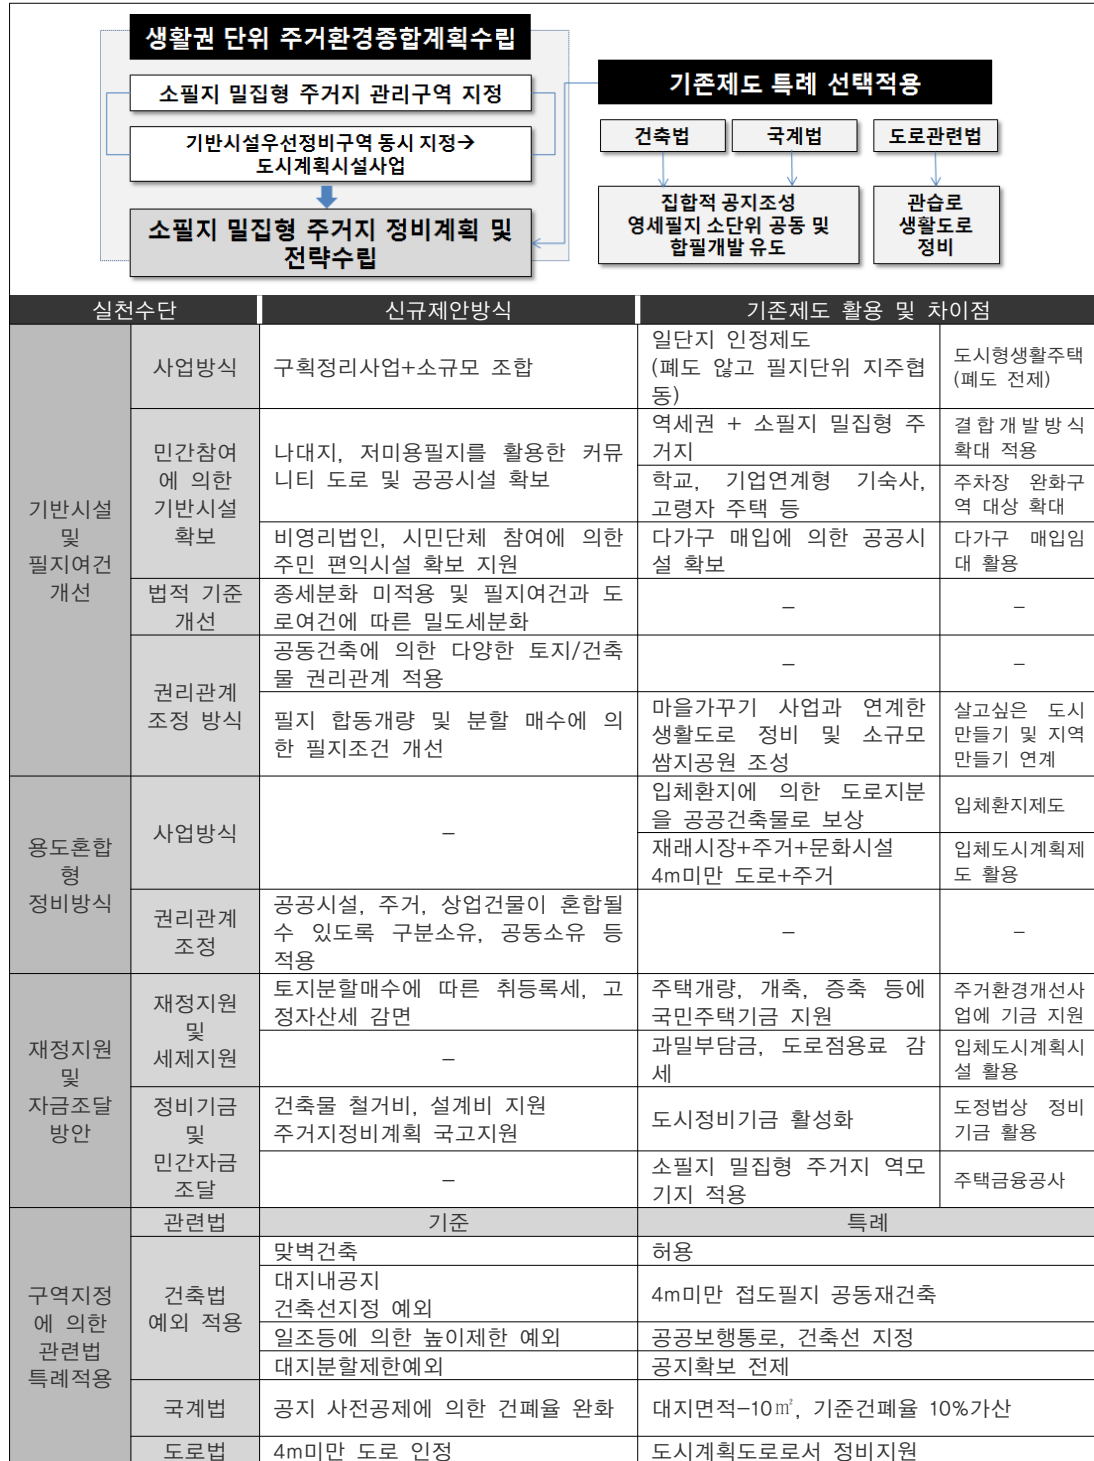 생활권 단위 주거환경종합계획수립
소필지 밀집형 주거지 관리구역 지정
기반시설우선정비구역 동시 지정→
도시계획시설사업
소필지 밀집형 주거지 정비계획 및
전략수립
기존제도 특례 선택적용
건축법
국계법
도로관련법
집합적 공지조성
영세필지 소단위 공동 및
합필개발 유도
관습로
생활도로
정비
실천수단
신규제안방식
기존제도 활용 및 차이점
기반시설
및
필지여건
개선
사업방식
구획정리사업+소규모 조합
일단지 인정제도
(폐도 않고 필지단위 지주협
동)
도시형생활주택
(폐도 전제)
민간참여
에 의한
기반시설
확보
나대지, 저미용필지를 활용한 커뮤
니티 도로 및 공공시설 확보
역세권 + 소필지 밀집형 주
거지
결합개발방식
확대 적용
학교, 기업연계형 기숙사,
고령자 주택 등
주차장 완화구
역 대상 확대
비영리법인, 시민단체 참여에 의한
주민 편익시설 확보 지원
다가구 매입에 의한 공공시
설 확보
다가구 매입임
대 활용
법적 기준
개선
종세분화 미적용 및 필지여건과 도
로여건에 따른 밀도세분화
–
–
권리관계
조정 방식
공동건축에 의한 다양한 토지/건축
물 권리관계 적용
–
–
필지 합동개량 및 분할 매수에 의
한 필지조건 개선
마을가꾸기 사업과 연계한
생활도로 정비 및 소규모
쌈지공원 조성
살고싶은 도시
만들기 및 지역
만들기 연계
용도혼합
형
정비방식
사업방식
–
입체환지에 의한 도로지분
을 공공건축물로 보상
입체환지제도
재래시장+주거+문화시설
4m미만 도로+주거
입체도시계획제
도 활용
권리관계
조정
공공시설, 주거, 상업건물이 혼합될
수 있도록 구분소유, 공동소유 등
적용
–
–
재정지원
및
자금조달
방안
재정지원
및
세제지원
토지분할매수에 따른 취등록세, 고
정자산세 감면
주택개량, 개축, 증축 등에
국민주택기금 지원
주거환경개선사
업에 기금 지원
–
과밀부담금, 도로점용료 감
세
입체도시계획시
설 활용
정비기금
및
민간자금
조달
건축물 철거비, 설계비 지원
주거지정비계획 국고지원
도시정비기금 활성화
도정법상 정비
기금 활용
–
소필지 밀집형 주거지 역모
기지 적용
주택금융공사
구역지정
에 의한
관련법
특례적용
관련법
기준
특례
건축법
예외 적용
맞벽건축
허용
대지내공지
건축선지정 예외
4m미만 접도필지 공동재건축
일조등에 의한 높이제한 예외
공공보행통로, 건축선 지정
대지분할제한예외
공지확보 전제
국계법
공지 사전공제에 의한 건폐율 완화
대지면적–10㎡, 기준건폐율 10%가산
도로법
4m미만 도로 인정
도시계획도로로서 정비지원